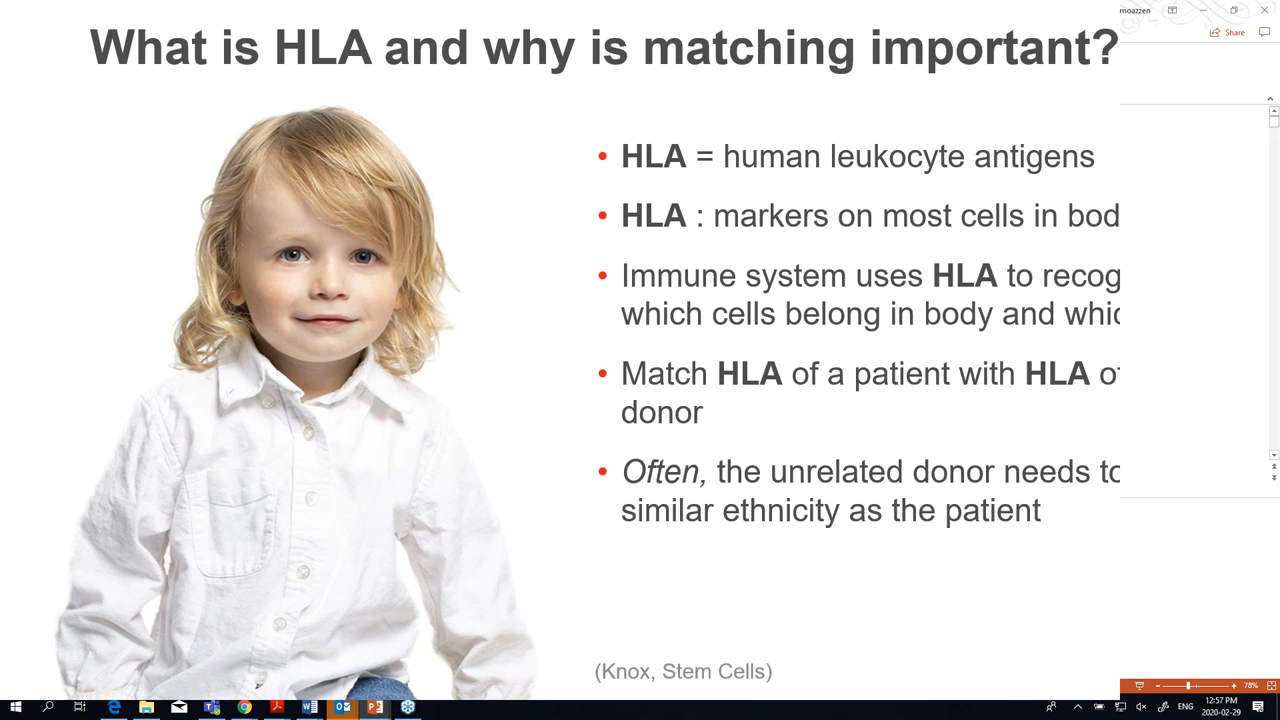 What is HLA and why is matching important?
moazzen
Share
• HLA = human leukocyte antigens
• HLA : markers on most cells in bod
• Immune system uses HLA to recog
which cells belong in body and whic
• Match HLA of a patient with HLA of
donor
• Often, the unrelated donor needs to
similar ethnicity as the patient
(Knox, Stem Cells)
78%
ENG
12:57 PM
2020-02-29